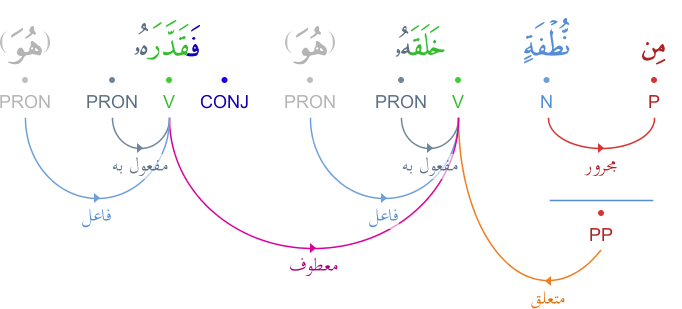 مِن نُّطْفَةٍ خَلَقَهُۥ (هُوَ) فَقَدَّرَهُۥ (هُوَ)
P N V PRON PRON CONJ V PRON PRON
مجرور مفعول به مفعول به
فاعل فاعل
PP
معطوف
متعلق